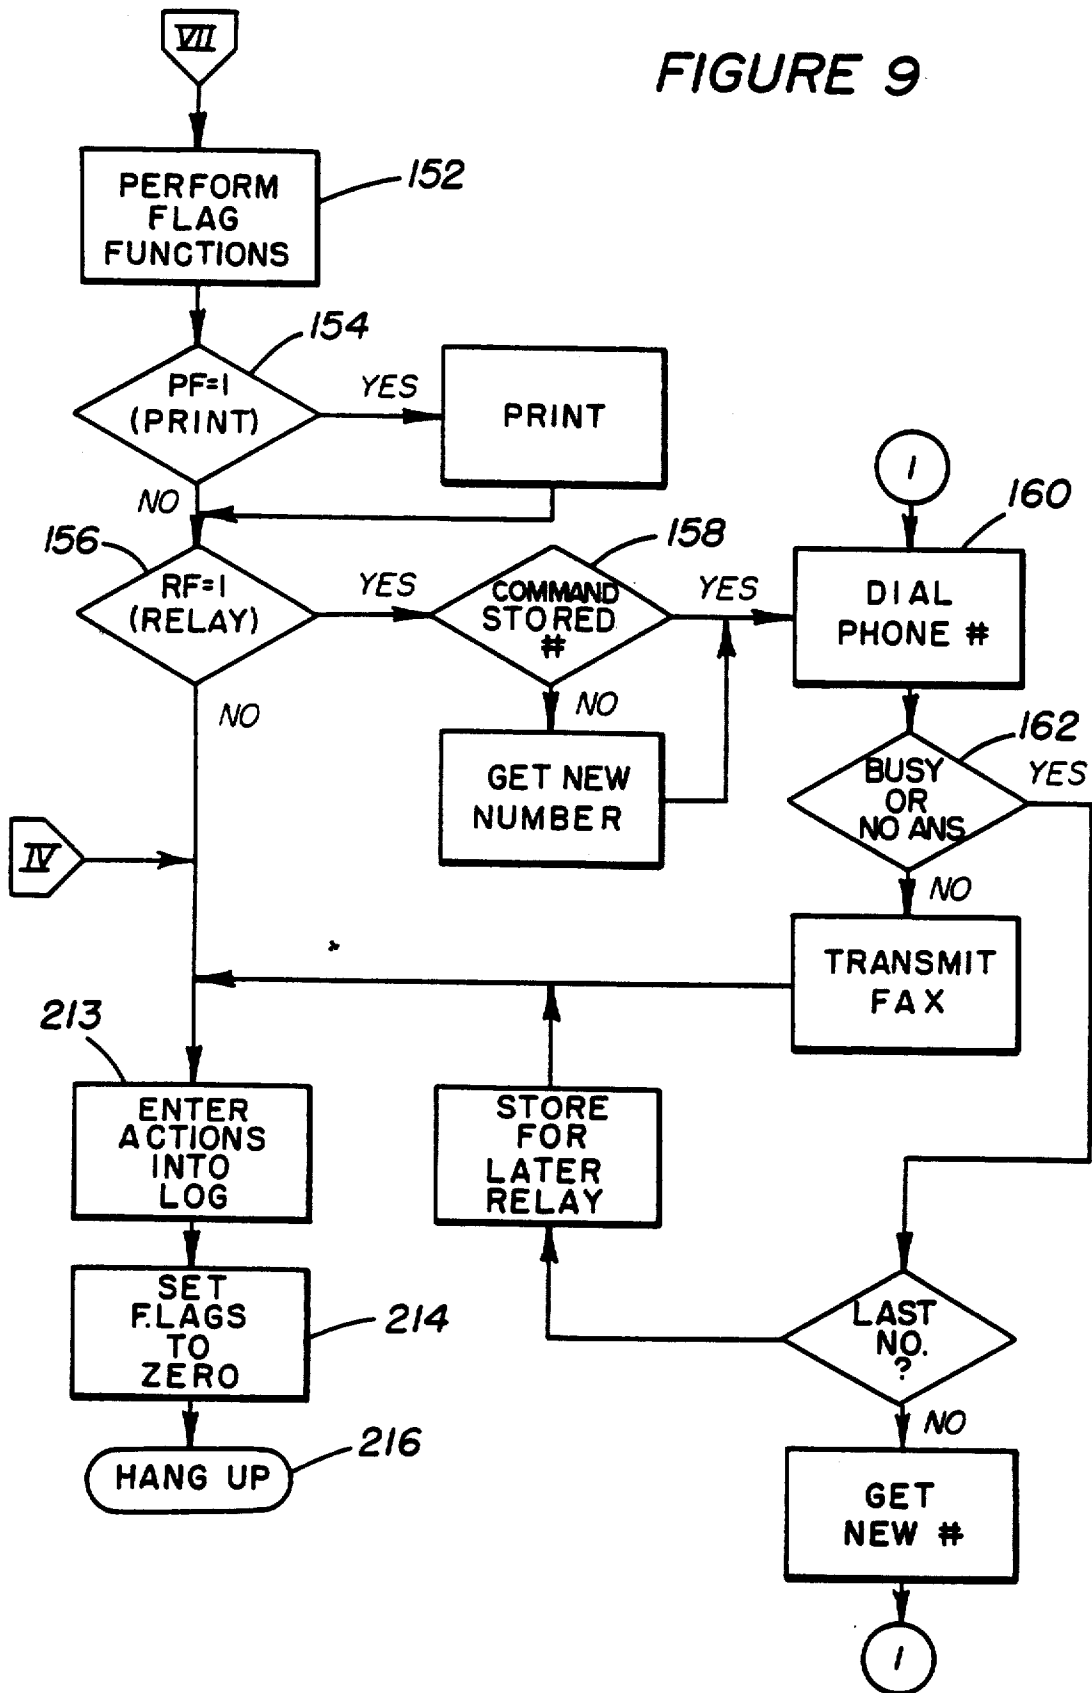 VII
FIGURE 9
PERFORM
FLAG
FUNCTIONS
152
154
PF=1
(PRINT)
YES
PRINT
NO
1
160
156
RF=1
(RELAY)
YES
158
COMMAND
STORED
#
YES
DIAL
PHONE #
NO
NO
GET NEW
NUMBER
162
BUSY
OR
NO ANS
YES
IV
NO
TRANSMIT
FAX
213
ENTER
ACTIONS
INTO
LOG
STORE
FOR
LATER
RELAY
SET
F.LAGS
TO
ZERO
214
LAST
NO.
?
NO
HANG UP
216
GET
NEW #
1